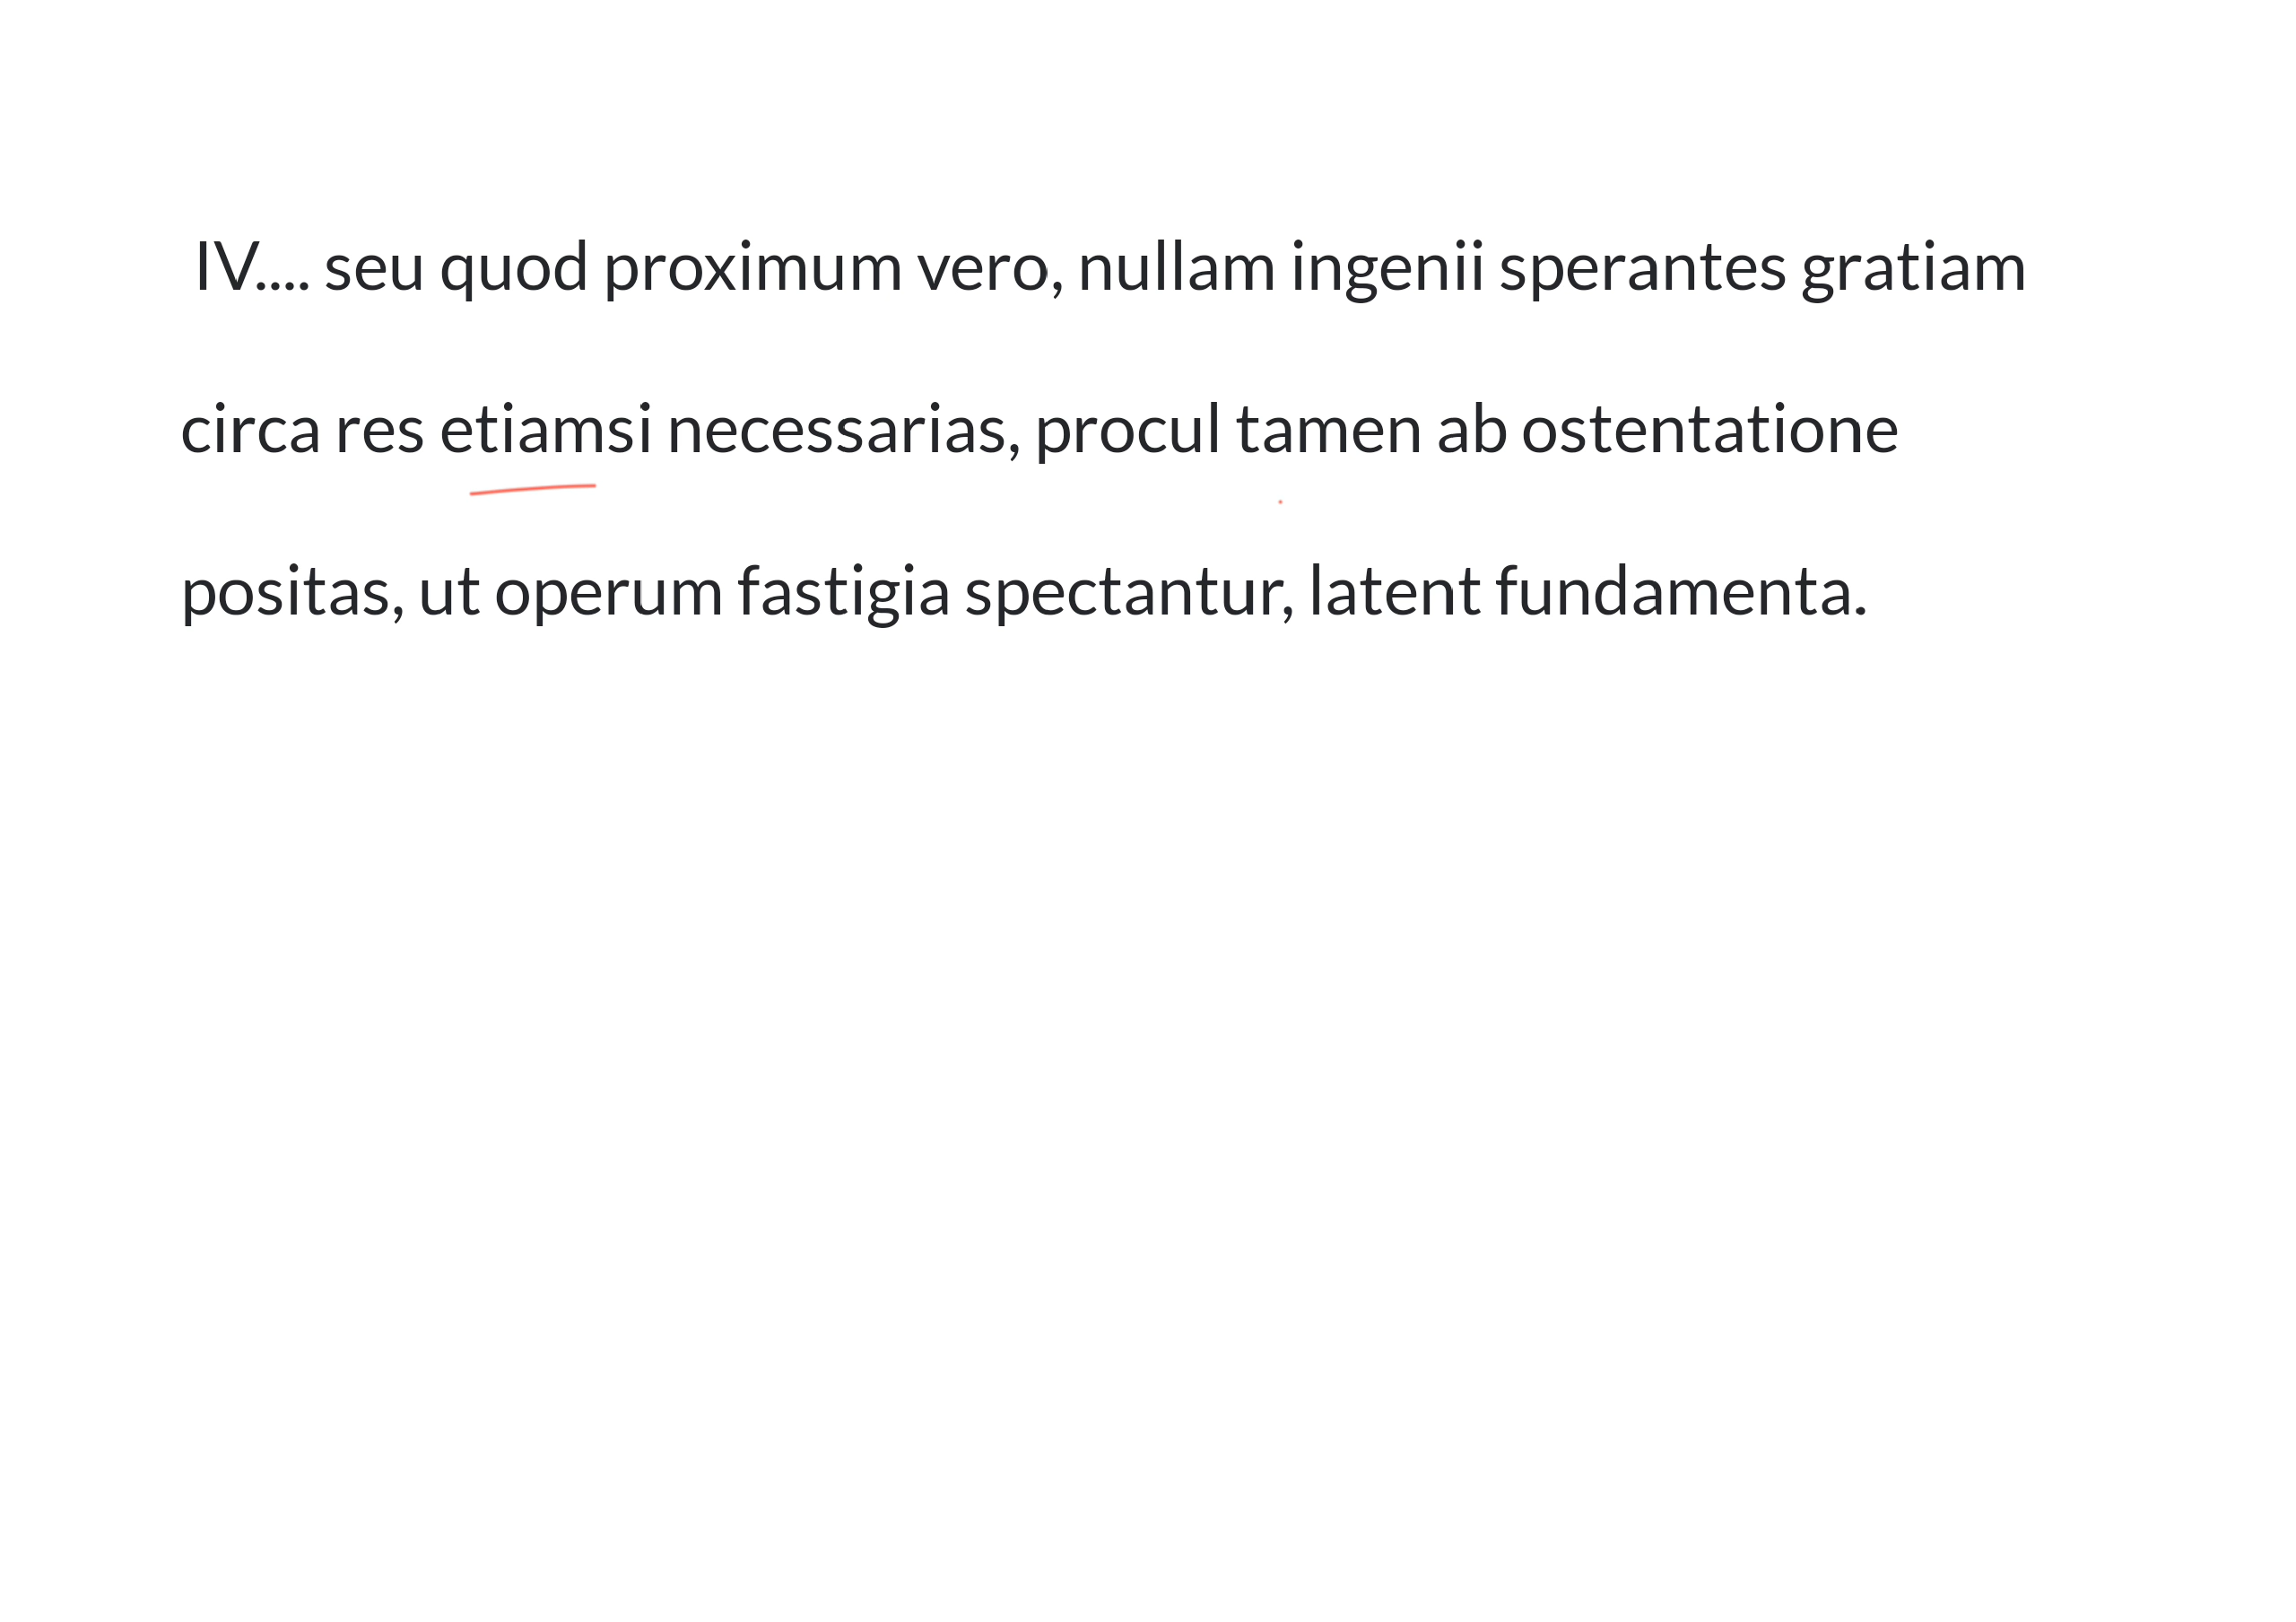 IV.... seu quod proximum vero, nullam ingenii sperantes gratiam
circa res etiamsi necessarias, procul tamen ab ostentatione
positas, ut operum fastigia spectantur, latent fundamenta.